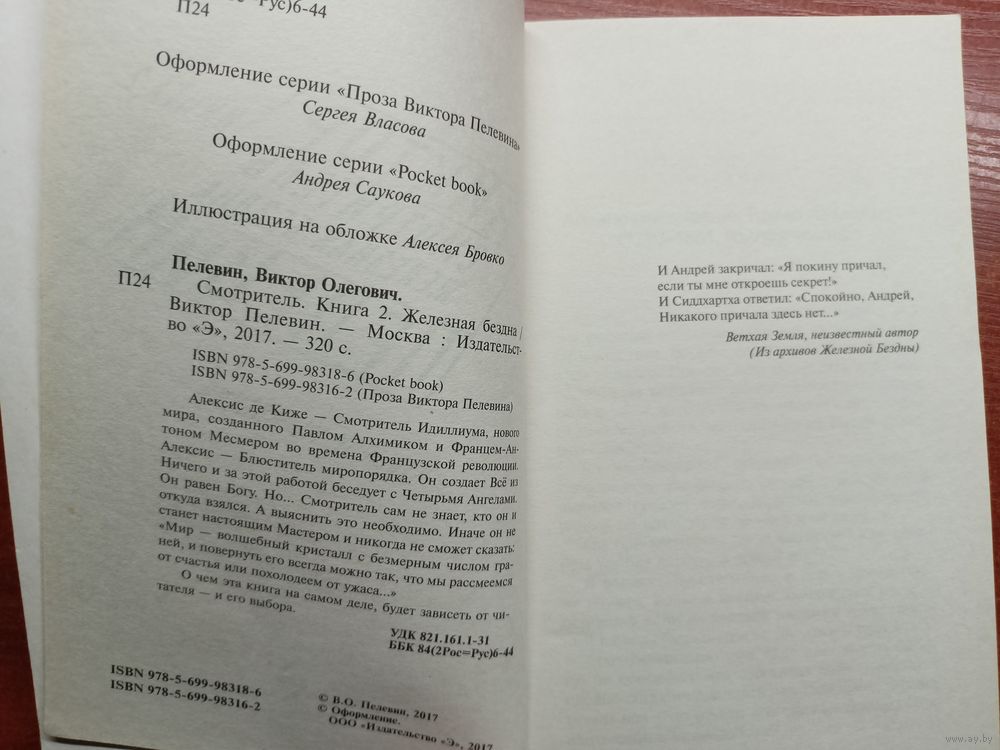 =Рус)6-44
П24
Оформление серии «Проза Виктора Пелевина»
Сергея Власова
Оформление серии «Pocket book»
Андрея Саукова
Иллюстрация на обложке Алексея Бровко
Пелевин, Виктор Олегович.
П24 Смотритель. Книга 2. Железная бездна /
Виктор Пелевин. — Москва : Издательст-
во «Э», 2017. — 320 с.
ISBN 978-5-699-98318-6 (Pocket book)
ISBN 978-5-699-98316-2 (Проза Виктора Пелевина)
Алексис де Киже — Смотритель Идиллиума, нового
мира, созданного Павлом Алхимиком и Францем-Ан-
тоном Месмером во времена Французской революции.
Алексис — Блюститель миропорядка. Он создает Всё из
Ничего и за этой работой беседует с Четырьмя Ангелами.
Он равен Богу. Но... Смотритель сам не знает, кто он и
откуда взялся. А выяснить это необходимо. Иначе он не
станет настоящим Мастером и никогда не сможет сказать:
«Мир — волшебный кристалл с безмерным числом гра-
ней, и повернуть его всегда можно так, что мы рассмеемся
от счастья или похолодеем от ужаса...»
О чем эта книга на самом деле, будет зависеть от чи-
тателя — и его выбора.
УДК 821.161.1-31
ББК 84(2Рос=Рус)6-44
ISBN 978-5-699-98318-6
ISBN 978-5-699-98316-2
© В.О. Пелевин, 2017
© Оформление.
ООО «Издательство «Э», 2017
И Андрей закричал: «Я покину причал,
если ты мне откроешь секрет!»
И Сиддхартха ответил: «Спокойно, Андрей,
Никакого причала здесь нет...»
Ветхая Земля, неизвестный автор
(Из архивов Железной Бездны)
www.ay.by